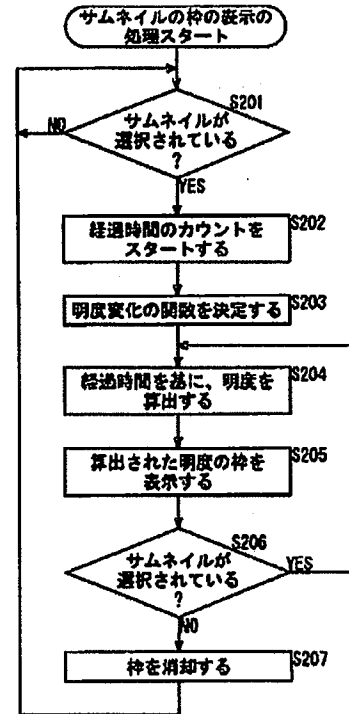 サムネイルの枠の表示の
処理スタート
S201
サムネイルが
選択されている
?
NO
YES
S202
経過時間のカウントを
スタートする
S203
明度変化の関数を決定する
S204
経過時間を基に、明度を
算出する
S205
算出された明度の枠を
表示する
S206
サムネイルが
選択されている
?
YES
NO
S207
枠を消却する